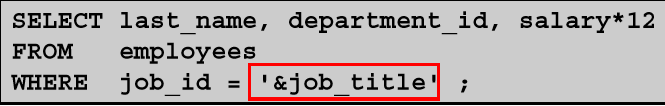 SELECT last_name, department_id, salary*12
FROM employees
WHERE job_id = '&job_title' ;